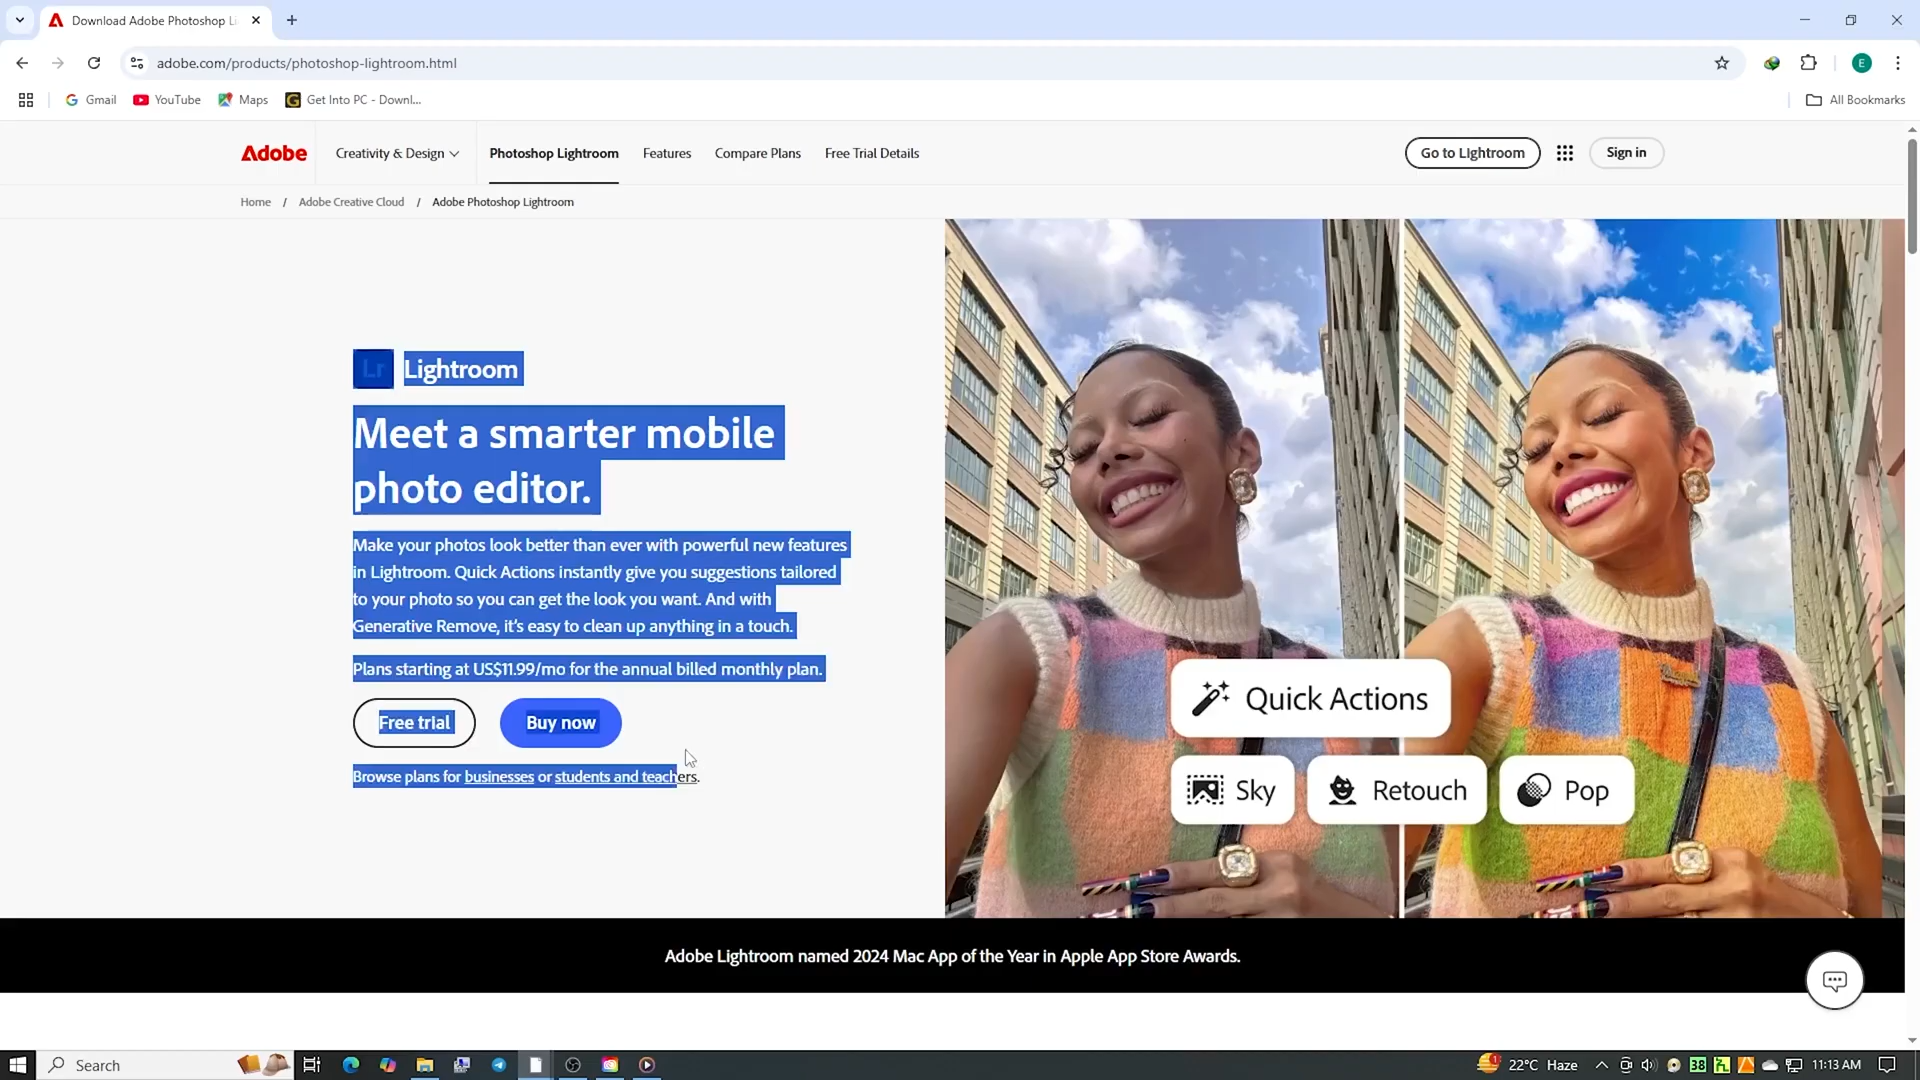 Download Adobe Photoshop Li
adobe.com/products/photoshop-lightroom.html
E
Gmail
YouTube
Maps
Get Into PC - Downl...
All Bookmarks
Adobe
Creativity & Design
Photoshop Lightroom
Features
Compare Plans
Free Trial Details
Go to Lightroom
Sign in
Home / Adobe Creative Cloud / Adobe Photoshop Lightroom
Lr
Lightroom
Meet a smarter mobile
photo editor.
Make your photos look better than ever with powerful new features
in Lightroom. Quick Actions instantly give you suggestions tailored
to your photo so you can get the look you want. And with
Generative Remove, it's easy to clean up anything in a touch.
Plans starting at US$11.99/mo for the annual billed monthly plan.
Free trial
Buy now
Browse plans for businesses or students and teachers.
Quick Actions
Sky
Retouch
Pop
Adobe Lightroom named 2024 Mac App of the Year in Apple App Store Awards.
Search
1
22°C Haze
38
11:13 AM